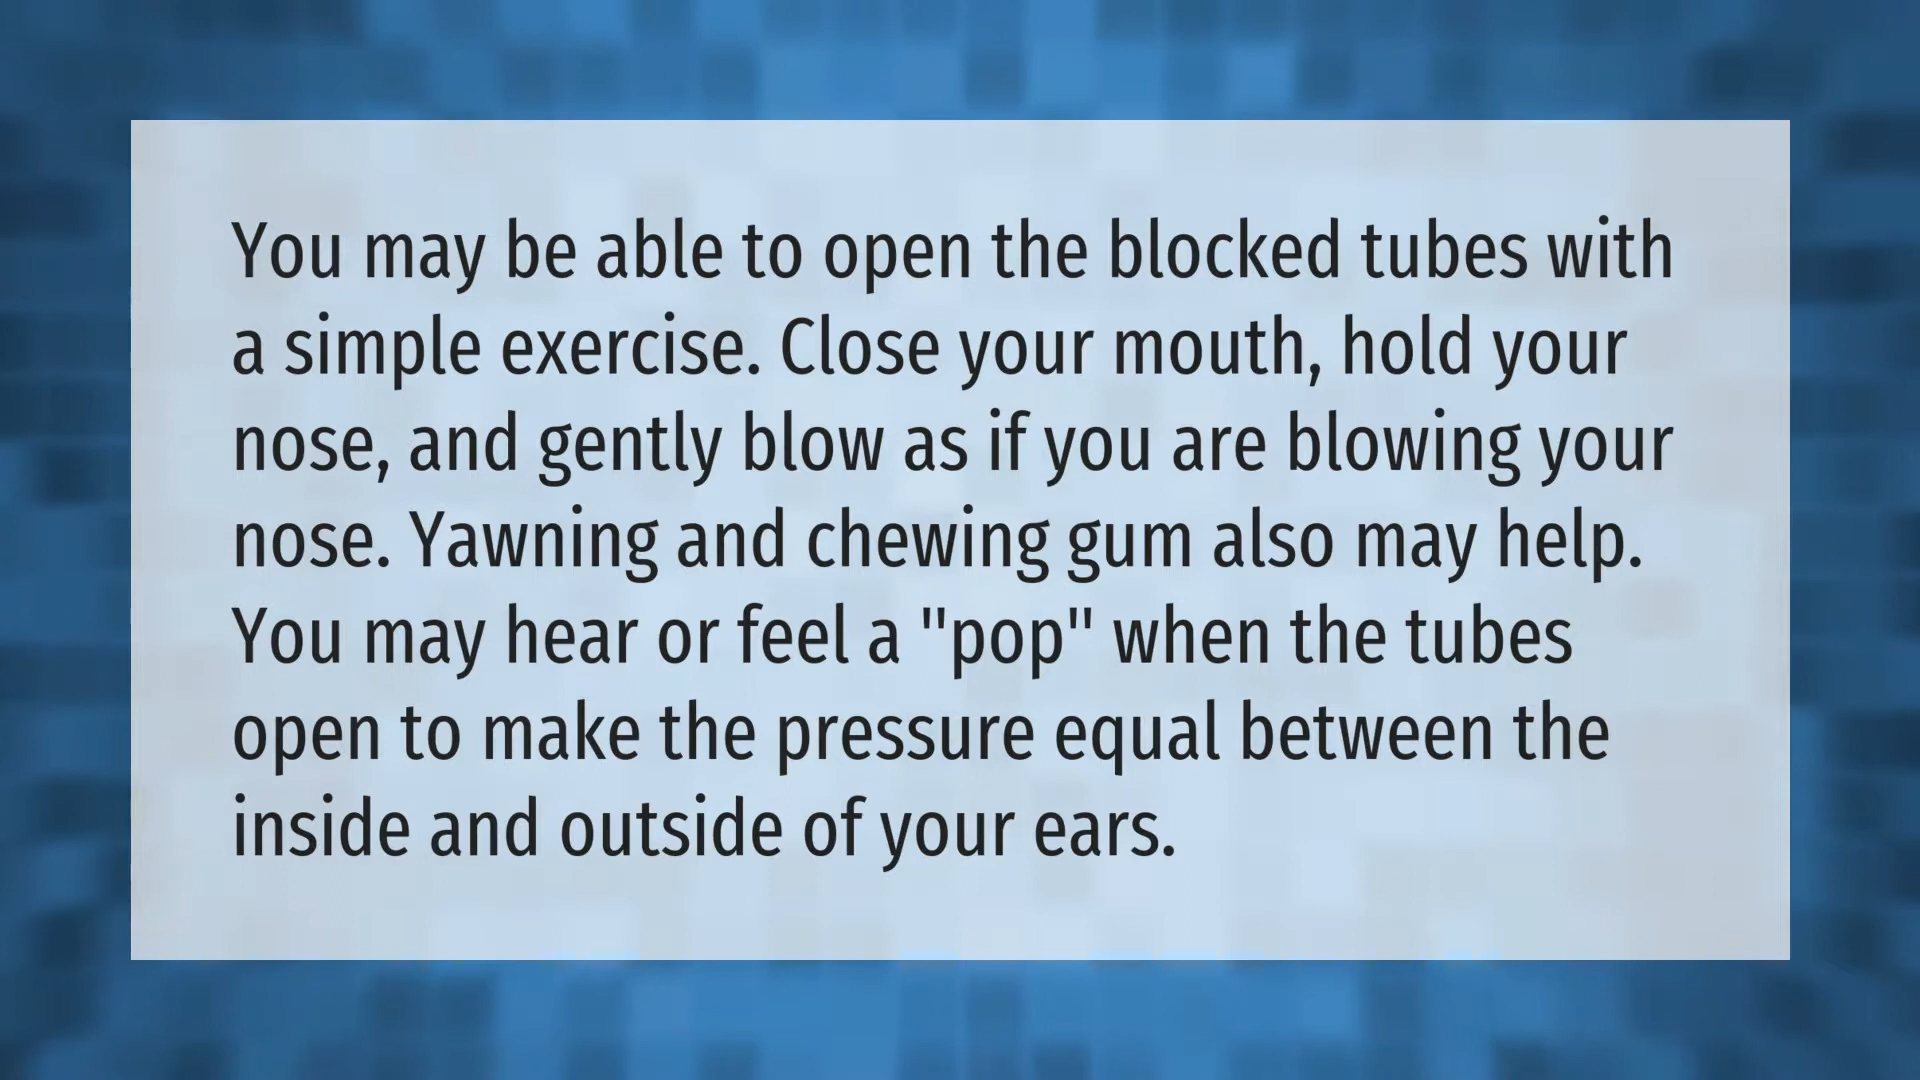 You may be able to open the blocked tubes with
a simple exercise. Close your mouth, hold your
nose, and gently blow as if you are blowing your
nose. Yawning and chewing gum also may help.
You may hear or feel a "pop" when the tubes
open to make the pressure equal between the
inside and outside of your ears.